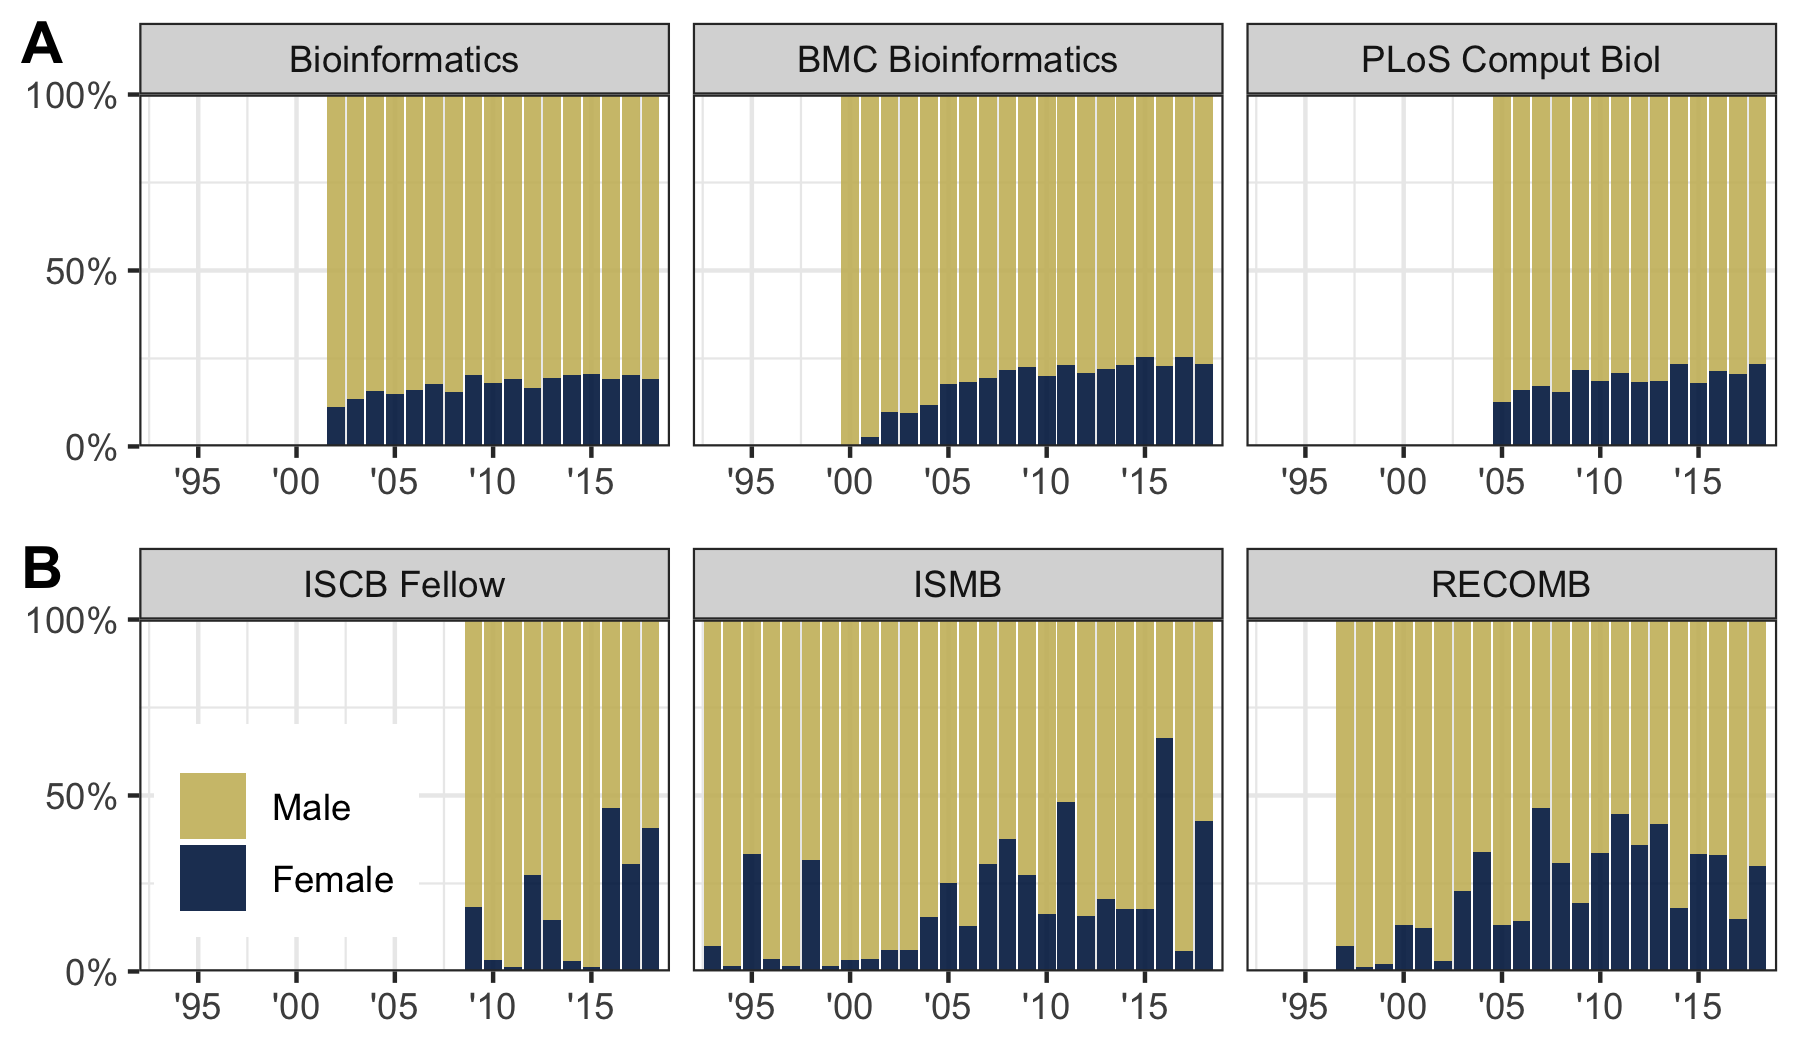 A
Bioinformatics BMC Bioinformatics PLoS Comput Biol
100%
50%
0%
'95 '00 '05 '10 '15 '95 '00 '05 '10 '15 '95 '00 '05 '10 '15
B
ISCB Fellow ISMB RECOMB
100%
50%
0%
Male
Female
'95 '00 '05 '10 '15 '95 '00 '05 '10 '15 '95 '00 '05 '10 '15